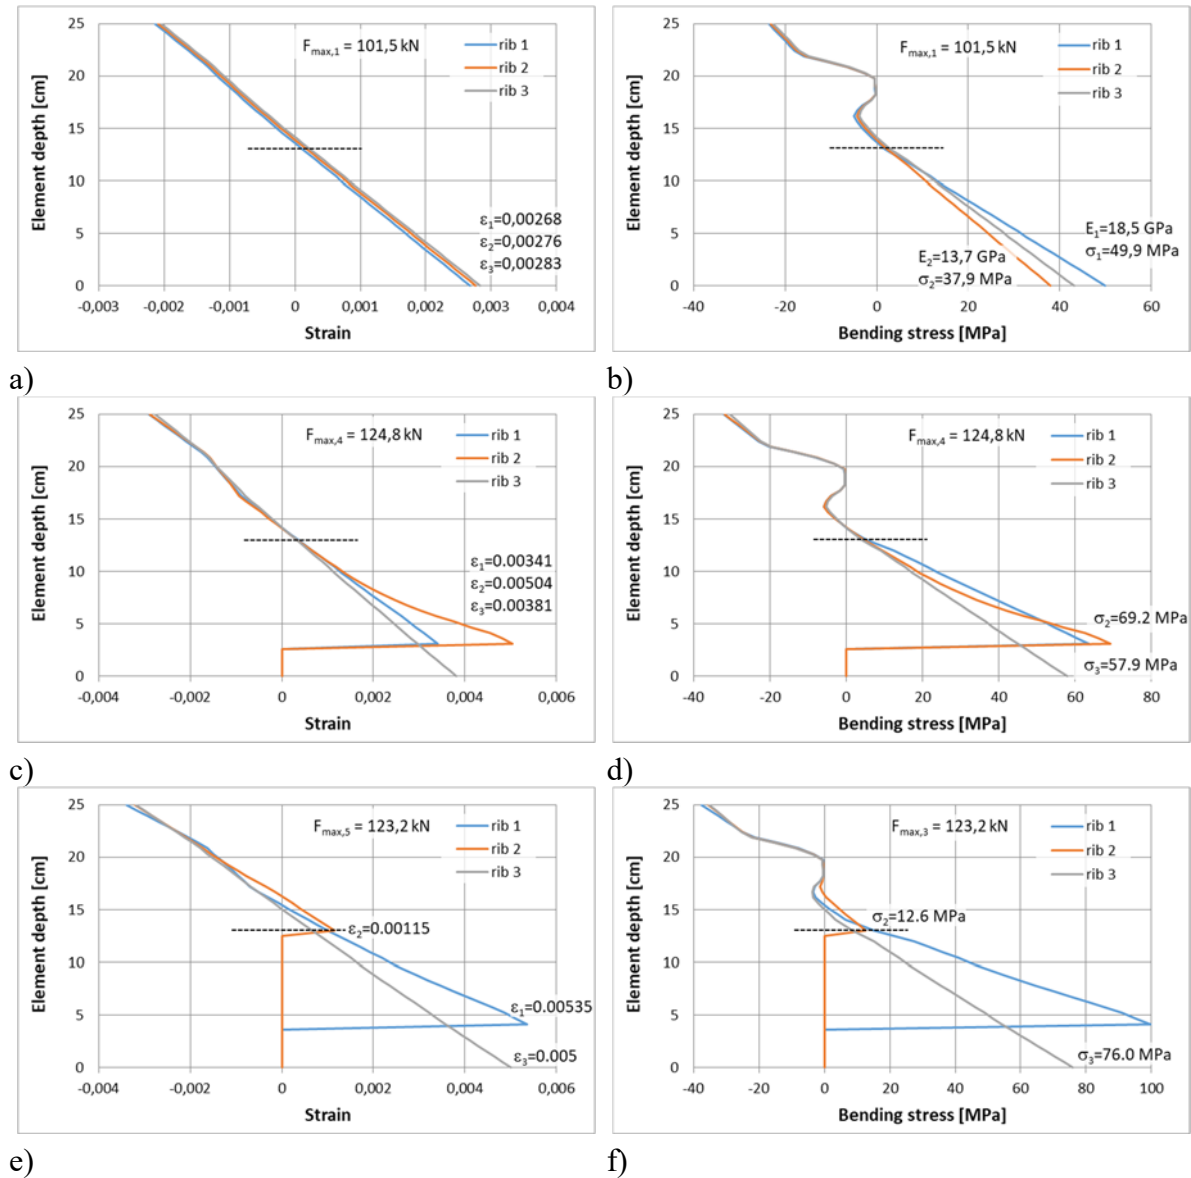 Element depth [cm]
25
20
15
10
5
0
F_max,1 = 101,5 kN
rib 1
rib 2
rib 3
ε₁=0,00268
ε₂=0,00276
ε₃=0,00283
-0,003 -0,002 -0,001 0 0,001 0,002 0,003 0,004
Strain
a)
Element depth [cm]
25
20
15
10
5
0
F_max,1 = 101,5 kN
rib 1
rib 2
rib 3
E₁=18,5 GPa
σ₁=49,9 MPa
E₂=13,7 GPa
σ₂=37,9 MPa
-40 -20 0 20 40 60
Bending stress [MPa]
b)
Element depth [cm]
25
20
15
10
5
0
F_max,4 = 124,8 kN
rib 1
rib 2
rib 3
ε₁=0.00341
ε₂=0.00504
ε₃=0.00381
-0,004 -0,002 0 0,002 0,004 0,006
Strain
c)
Element depth [cm]
25
20
15
10
5
0
F_max,4 = 124,8 kN
rib 1
rib 2
rib 3
σ₂=69.2 MPa
σ₃=57.9 MPa
-40 -20 0 20 40 60 80
Bending stress [MPa]
d)
Element depth [cm]
25
20
15
10
5
0
F_max,5 = 123,2 kN
rib 1
rib 2
rib 3
ε₂=0.00115
ε₁=0.00535
ε₃=0.005
-0,004 -0,002 0 0,002 0,004 0,006
Strain
e)
Element depth [cm]
25
20
15
10
5
0
F_max,3 = 123,2 kN
rib 1
rib 2
rib 3
σ₂=12.6 MPa
σ₃=76.0 MPa
-40 -20 0 20 40 60 80 100
Bending stress [MPa]
f)